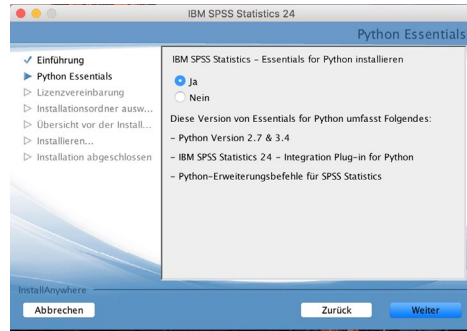 IBM SPSS Statistics 24
Python Essentials
Einführung
Python Essentials
Lizenzvereinbarung
Installationsordner ausw...
Übersicht vor der Install...
Installieren...
Installation abgeschlossen
IBM SPSS Statistics - Essentials for Python installieren
Ja
Nein
Diese Version von Essentials for Python umfasst Folgendes:
- Python Version 2.7 & 3.4
- IBM SPSS Statistics 24 - Integration Plug-in for Python
- Python-Erweiterungsbefehle für SPSS Statistics
InstallAnywhere
Abbrechen
Zurück
Weiter